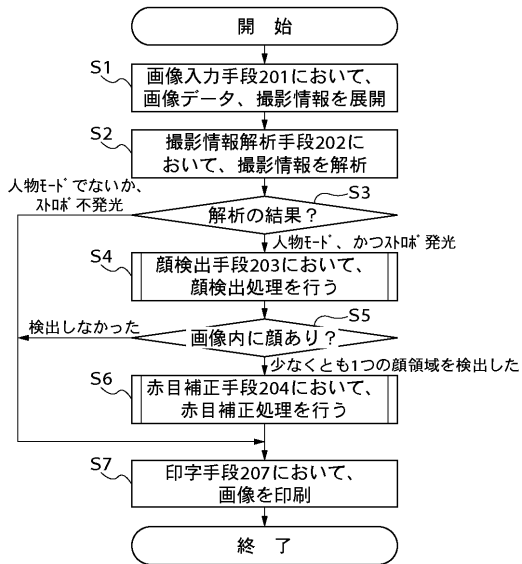 開 始
S1
画像入力手段201において、
画像データ、撮影情報を展開
S2
撮影情報解析手段202に
おいて、撮影情報を解析
人物ﾓｰﾄﾞでないか、
ｽﾄﾛﾎﾞ不発光
S3
解析の結果？
人物ﾓｰﾄﾞ、かつｽﾄﾛﾎﾞ発光
S4
顔検出手段203において、
顔検出処理を行う
S5
検出しなかった
画像内に顔あり？
少なくとも1つの顔領域を検出した
S6
赤目補正手段204において、
赤目補正処理を行う
S7
印字手段207において、
画像を印刷
終 了